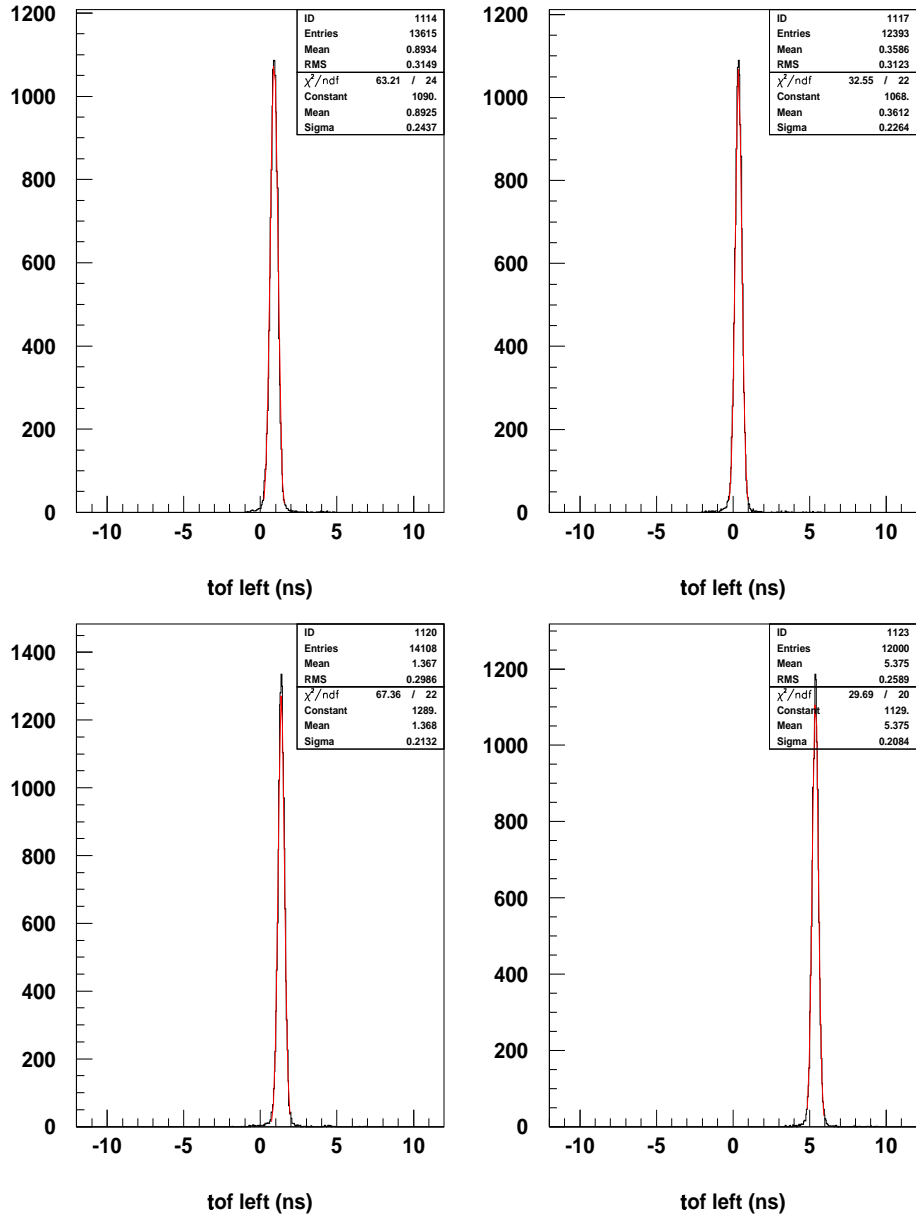 ID 1114
Entries 13615
Mean 0.8934
RMS 0.3149
χ²/ndf 63.21 / 24
Constant 1090.
Mean 0.8925
Sigma 0.2437
1200
1000
800
600
400
200
0
-10 -5 0 5 10
tof left (ns)
ID 1117
Entries 12393
Mean 0.3586
RMS 0.3123
χ²/ndf 32.55 / 22
Constant 1068.
Mean 0.3612
Sigma 0.2264
1200
1000
800
600
400
200
0
-10 -5 0 5 10
tof left (ns)
ID 1120
Entries 14108
Mean 1.367
RMS 0.2986
χ²/ndf 67.36 / 22
Constant 1289.
Mean 1.368
Sigma 0.2132
1400
1200
1000
800
600
400
200
0
-10 -5 0 5 10
tof left (ns)
ID 1123
Entries 12000
Mean 5.375
RMS 0.2589
χ²/ndf 29.69 / 20
Constant 1129.
Mean 5.375
Sigma 0.2084
1200
1000
800
600
400
200
0
-10 -5 0 5 10
tof left (ns)